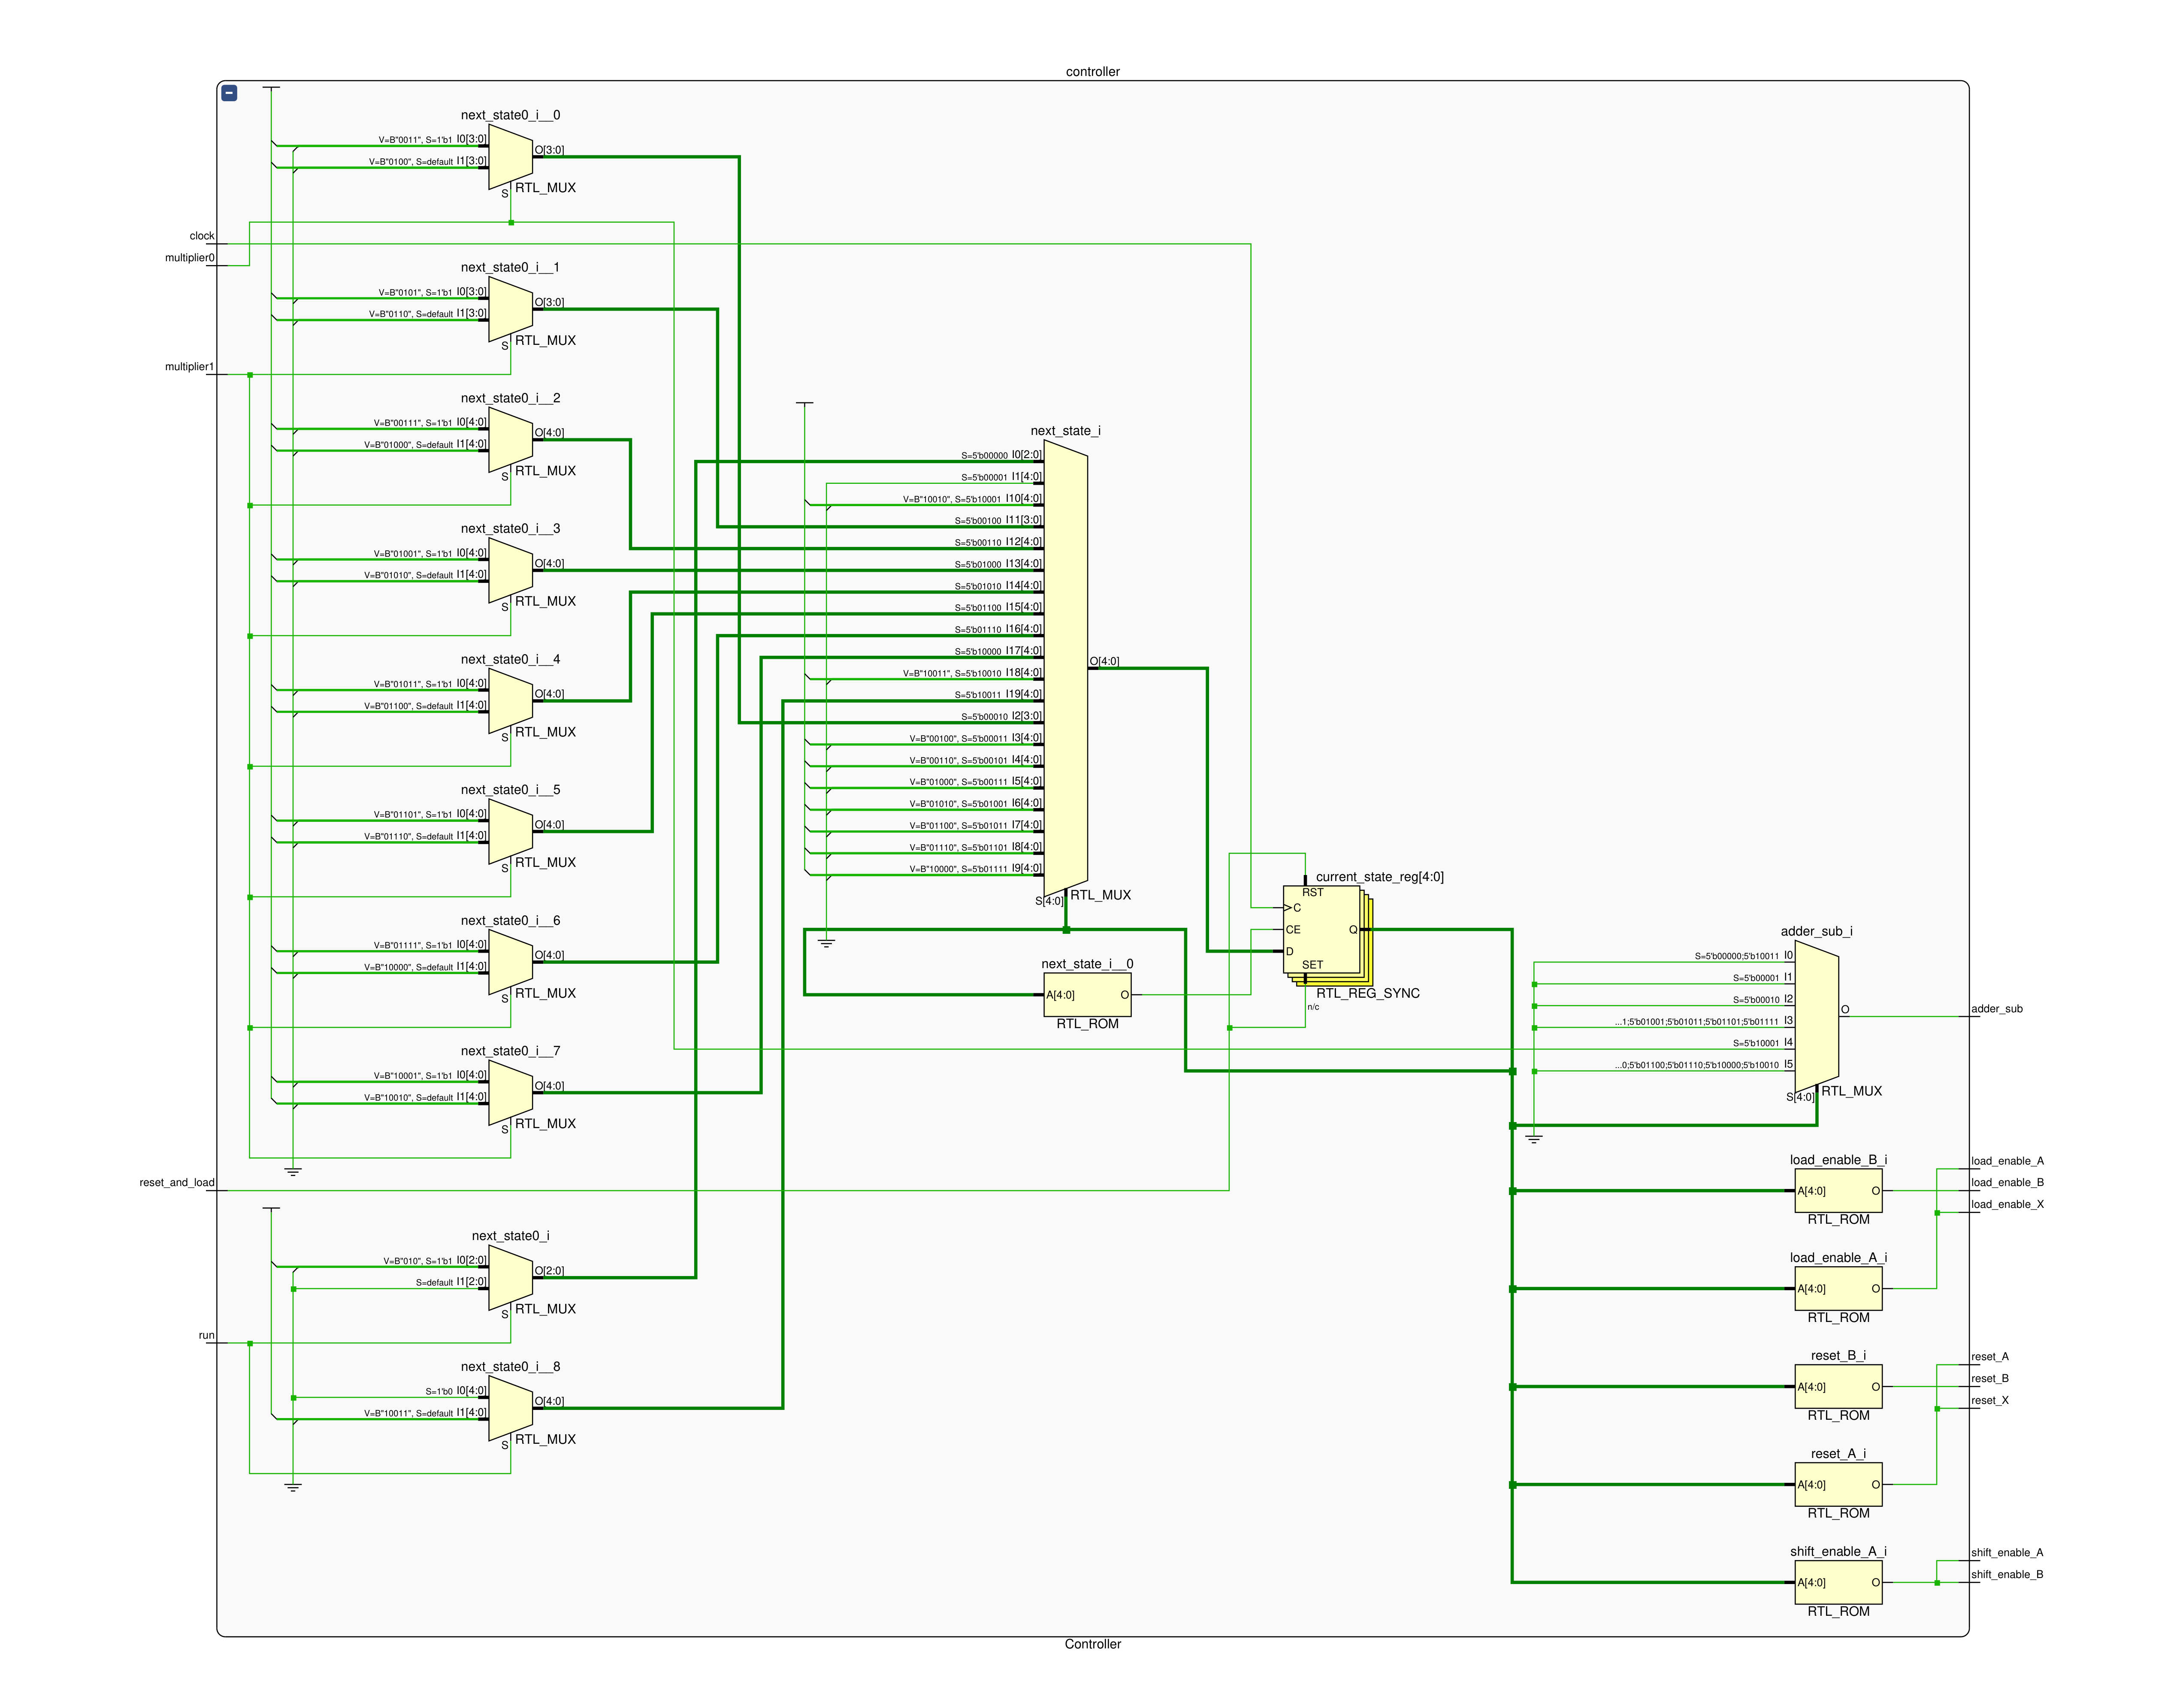 controller
next_state0_i__0
V=B"0011", S=1'b1 I0[3:0]
V=B"0100", S=default I1[3:0]
O[3:0]
S
RTL_MUX
clock
multiplier0
next_state0_i__1
V=B"0101", S=1'b1 I0[3:0]
V=B"0110", S=default I1[3:0]
O[3:0]
S
RTL_MUX
multiplier1
next_state0_i__2
V=B"00111", S=1'b1 I0[4:0]
V=B"01000", S=default I1[4:0]
O[4:0]
S
RTL_MUX
next_state0_i__3
V=B"01001", S=1'b1 I0[4:0]
V=B"01010", S=default I1[4:0]
O[4:0]
S
RTL_MUX
next_state0_i__4
V=B"01011", S=1'b1 I0[4:0]
V=B"01100", S=default I1[4:0]
O[4:0]
S
RTL_MUX
next_state0_i__5
V=B"01101", S=1'b1 I0[4:0]
V=B"01110", S=default I1[4:0]
O[4:0]
S
RTL_MUX
next_state0_i__6
V=B"01111", S=1'b1 I0[4:0]
V=B"10000", S=default I1[4:0]
O[4:0]
S
RTL_MUX
next_state0_i__7
V=B"10001", S=1'b1 I0[4:0]
V=B"10010", S=default I1[4:0]
O[4:0]
S
RTL_MUX
reset_and_load
next_state0_i
V=B"010", S=1'b1 I0[2:0]
S=default I1[2:0]
O[2:0]
S
RTL_MUX
run
next_state0_i__8
S=1'b0 I0[4:0]
V=B"10011", S=default I1[4:0]
O[4:0]
S
RTL_MUX
next_state_i
S=5'b00000 I0[2:0]
S=5'b00001 I1[4:0]
V=B"10010", S=5'b10001 I10[4:0]
S=5'b00100 I11[3:0]
S=5'b00110 I12[4:0]
S=5'b01000 I13[4:0]
S=5'b01010 I14[4:0]
S=5'b01100 I15[4:0]
S=5'b01110 I16[4:0]
S=5'b10000 I17[4:0]
V=B"10011", S=5'b10010 I18[4:0]
S=5'b10011 I19[4:0]
S=5'b00010 I2[3:0]
V=B"00100", S=5'b00011 I3[4:0]
V=B"00110", S=5'b00101 I4[4:0]
V=B"01000", S=5'b00111 I5[4:0]
V=B"01010", S=5'b01001 I6[4:0]
V=B"01100", S=5'b01011 I7[4:0]
V=B"01110", S=5'b01101 I8[4:0]
V=B"10000", S=5'b01111 I9[4:0]
O[4:0]
S[4:0]
RTL_MUX
next_state_i__0
A[4:0]
O
RTL_ROM
current_state_reg[4:0]
RST
C
CE
Q
D
SET
RTL_REG_SYNC
n/c
adder_sub_i
S=5'b00000;5'b10011 I0
S=5'b00001 I1
S=5'b00010 I2
...1;5'b01001;5'b01011;5'b01101;5'b01111 I3
S=5'b10001 I4
...0;5'b01100;5'b01110;5'b10000;5'b10010 I5
O
S[4:0]
RTL_MUX
adder_sub
load_enable_B_i
A[4:0]
O
RTL_ROM
load_enable_A
load_enable_B
load_enable_X
load_enable_A_i
A[4:0]
O
RTL_ROM
reset_B_i
A[4:0]
O
RTL_ROM
reset_A
reset_B
reset_X
reset_A_i
A[4:0]
O
RTL_ROM
shift_enable_A_i
A[4:0]
O
RTL_ROM
shift_enable_A
shift_enable_B
Controller